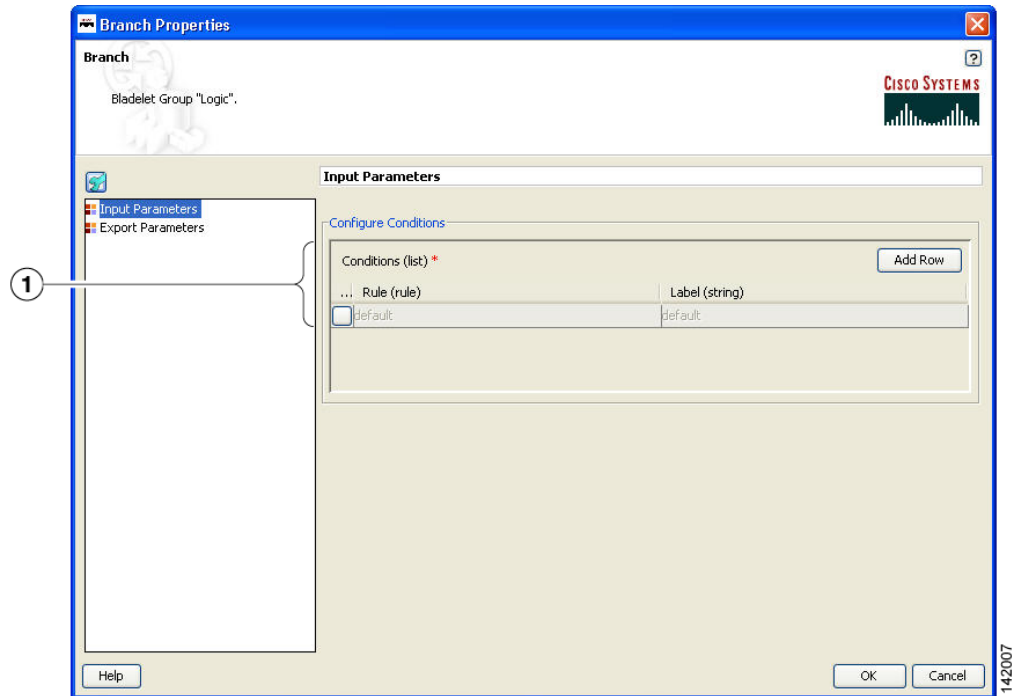 Branch Properties
Branch
?
Bladelet Group "Logic".
CISCO SYSTEMS
Input Parameters
Input Parameters
Export Parameters
Configure Conditions
1
Conditions (list) *
Add Row
... Rule (rule) Label (string)
default default
Help
OK
Cancel
142007